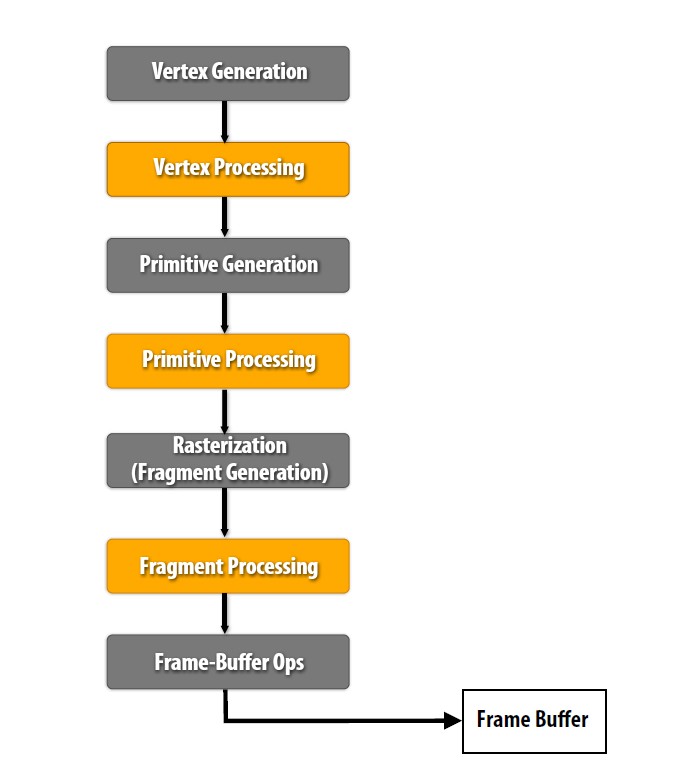 Vertex Generation
Vertex Processing
Primitive Generation
Primitive Processing
Rasterization
(Fragment Generation)
Fragment Processing
Frame-Buffer Ops
Frame Buffer